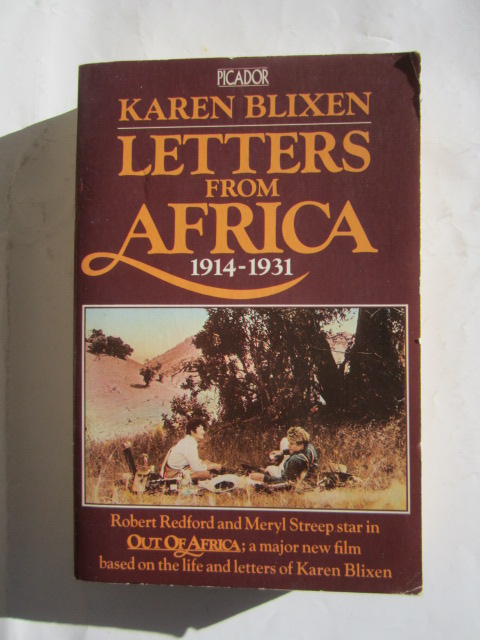 PICADOR
KAREN BLIXEN
LETTERS
FROM
AFRICA
1914-1931
Robert Redford and Meryl Streep star in
OUT OF AFRICA; a major new film
based on the life and letters of Karen Blixen